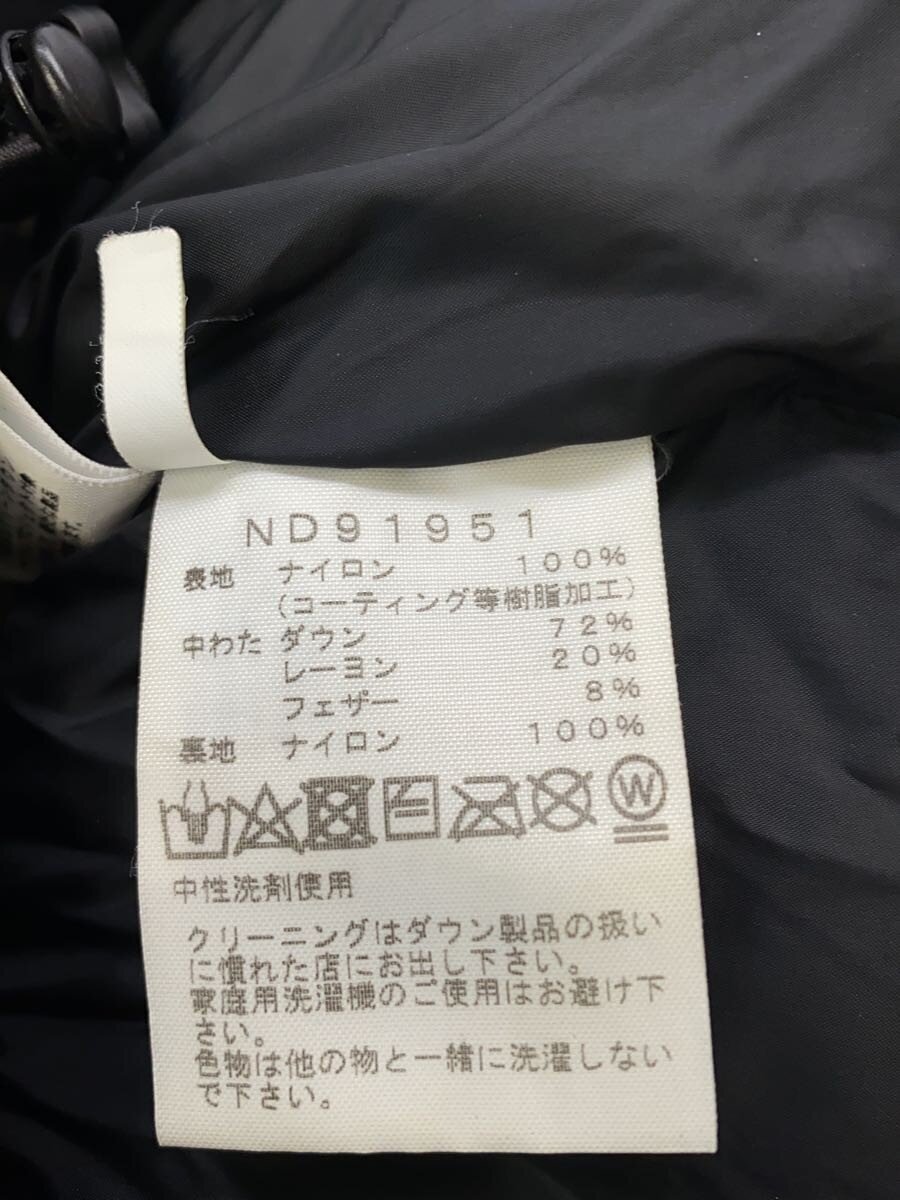 ND91951
表地 ナイロン 100%
(コーティング等樹脂加工)
中わた ダウン 72%
レーヨン 20%
フェザー 8%
裏地 ナイロン 100%
W
中性洗剤使用
クリーニングはダウン製品の扱い
に慣れた店にお出し下さい。
家庭用洗濯機のご使用はお避け下
さい。
色物は他の物と一緒に洗濯しない
で下さい。